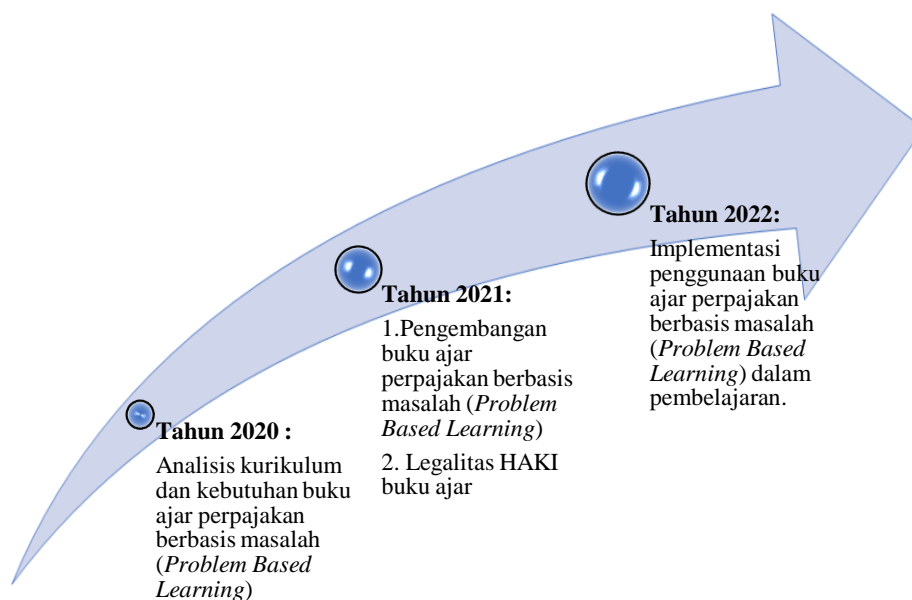 Tahun 2020 :
Analisis kurikulum
dan kebutuhan buku
ajar perpajakan
berbasis masalah
(Problem Based
Learning)
Tahun 2021:
1.Pengembangan
buku ajar
perpajakan berbasis
masalah (Problem
Based Learning)
2. Legalitas HAKI
buku ajar
Tahun 2022:
Implementasi
penggunaan buku
ajar perpajakan
berbasis masalah
(Problem Based
Learning) dalam
pembelajaran.